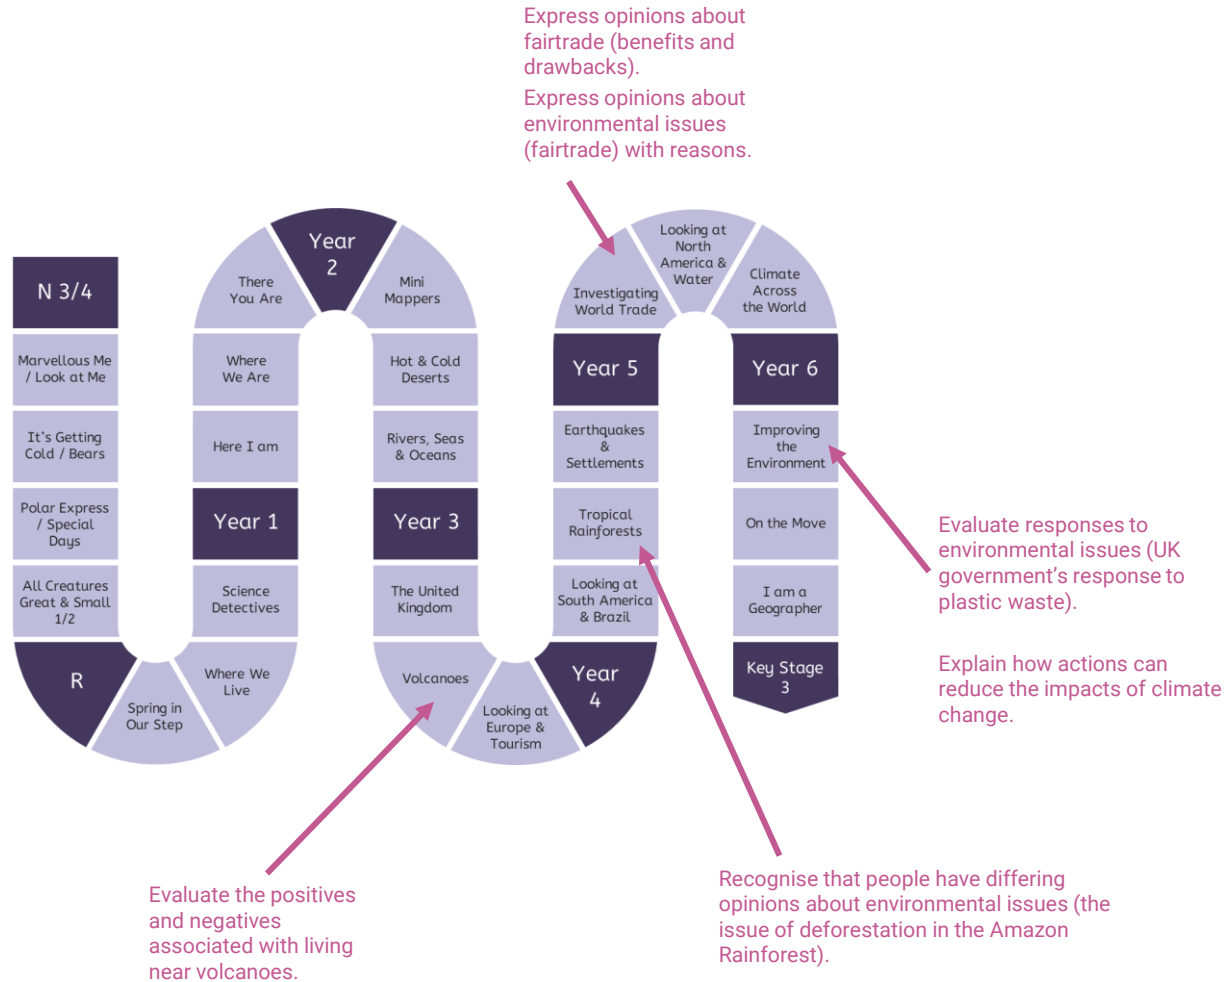 Express opinions about
fairtrade (benefits and
drawbacks).
Express opinions about
environmental issues
(fairtrade) with reasons.
N 3/4
Marvellous Me
/ Look at Me
It's Getting
Cold / Bears
Polar Express
/ Special
Days
All Creatures
Great & Small
1/2
R
Spring in
Our Step
Where We
Live
Science
Detectives
Year 1
Here I am
Where
We Are
There
You Are
Year
2
Mini
Mappers
Hot & Cold
Deserts
Rivers, Seas
& Oceans
Year 3
The United
Kingdom
Volcanoes
Looking at
Europe &
Tourism
Year
4
Looking at
South America
& Brazil
Tropical
Rainforests
Earthquakes
&
Settlements
Year 5
Investigating
World Trade
Looking at
North
America &
Water
Climate
Across
the World
Year 6
Improving
the
Environment
On the Move
I am a
Geographer
Key Stage
3
Evaluate responses to
environmental issues (UK
government's response to
plastic waste).
Explain how actions can
reduce the impacts of climate
change.
Evaluate the positives
and negatives
associated with living
near volcanoes.
Recognise that people have differing
opinions about environmental issues (the
issue of deforestation in the Amazon
Rainforest).